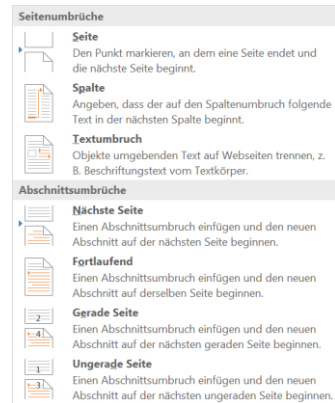 Seitenumbrüche
Seite
Den Punkt markieren, an dem eine Seite endet und
die nächste Seite beginnt.
Spalte
Angeben, dass der auf den Spaltenumbruch folgende
Text in der nächsten Spalte beginnt.
Textumbruch
Objekte umgebenden Text auf Webseiten trennen, z.
B. Beschriftungstext vom Textkörper.
Abschnittsumbrüche
Nächste Seite
Einen Abschnittsumbruch einfügen und den neuen
Abschnitt auf der nächsten Seite beginnen.
Fortlaufend
Einen Abschnittsumbruch einfügen und den neuen
Abschnitt auf derselben Seite beginnen.
2
Gerade Seite
4
Einen Abschnittsumbruch einfügen und den neuen
Abschnitt auf der nächsten geraden Seite beginnen.
1
Ungerade Seite
3
Einen Abschnittsumbruch einfügen und den neuen
Abschnitt auf der nächsten ungeraden Seite beginnen.